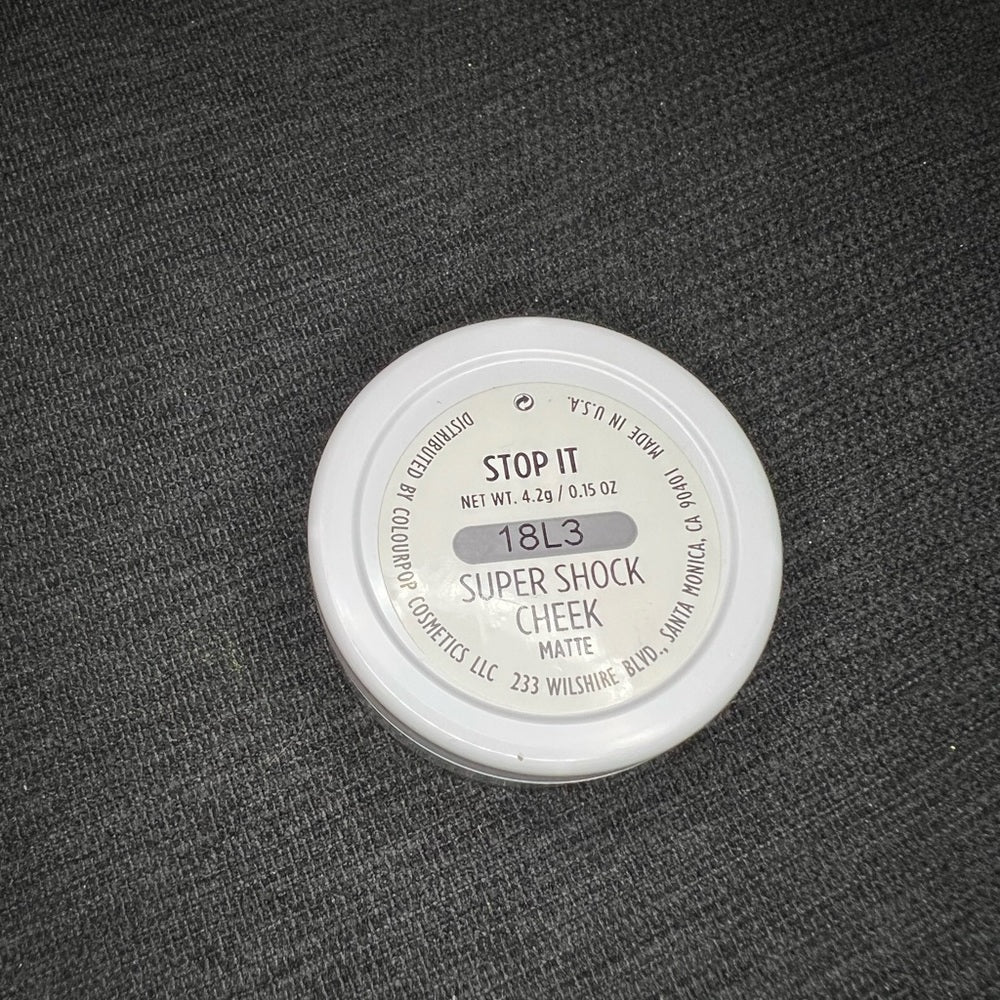 STOP IT
NET WT. 4.2g / 0.15 OZ
18L3
SUPER SHOCK
CHEEK
MATTE
DISTRIBUTED BY COLOURPOP COSMETICS LLC 233 WILSHIRE BLVD., SANTA MONICA, CA 90401 MADE IN U.S.A.